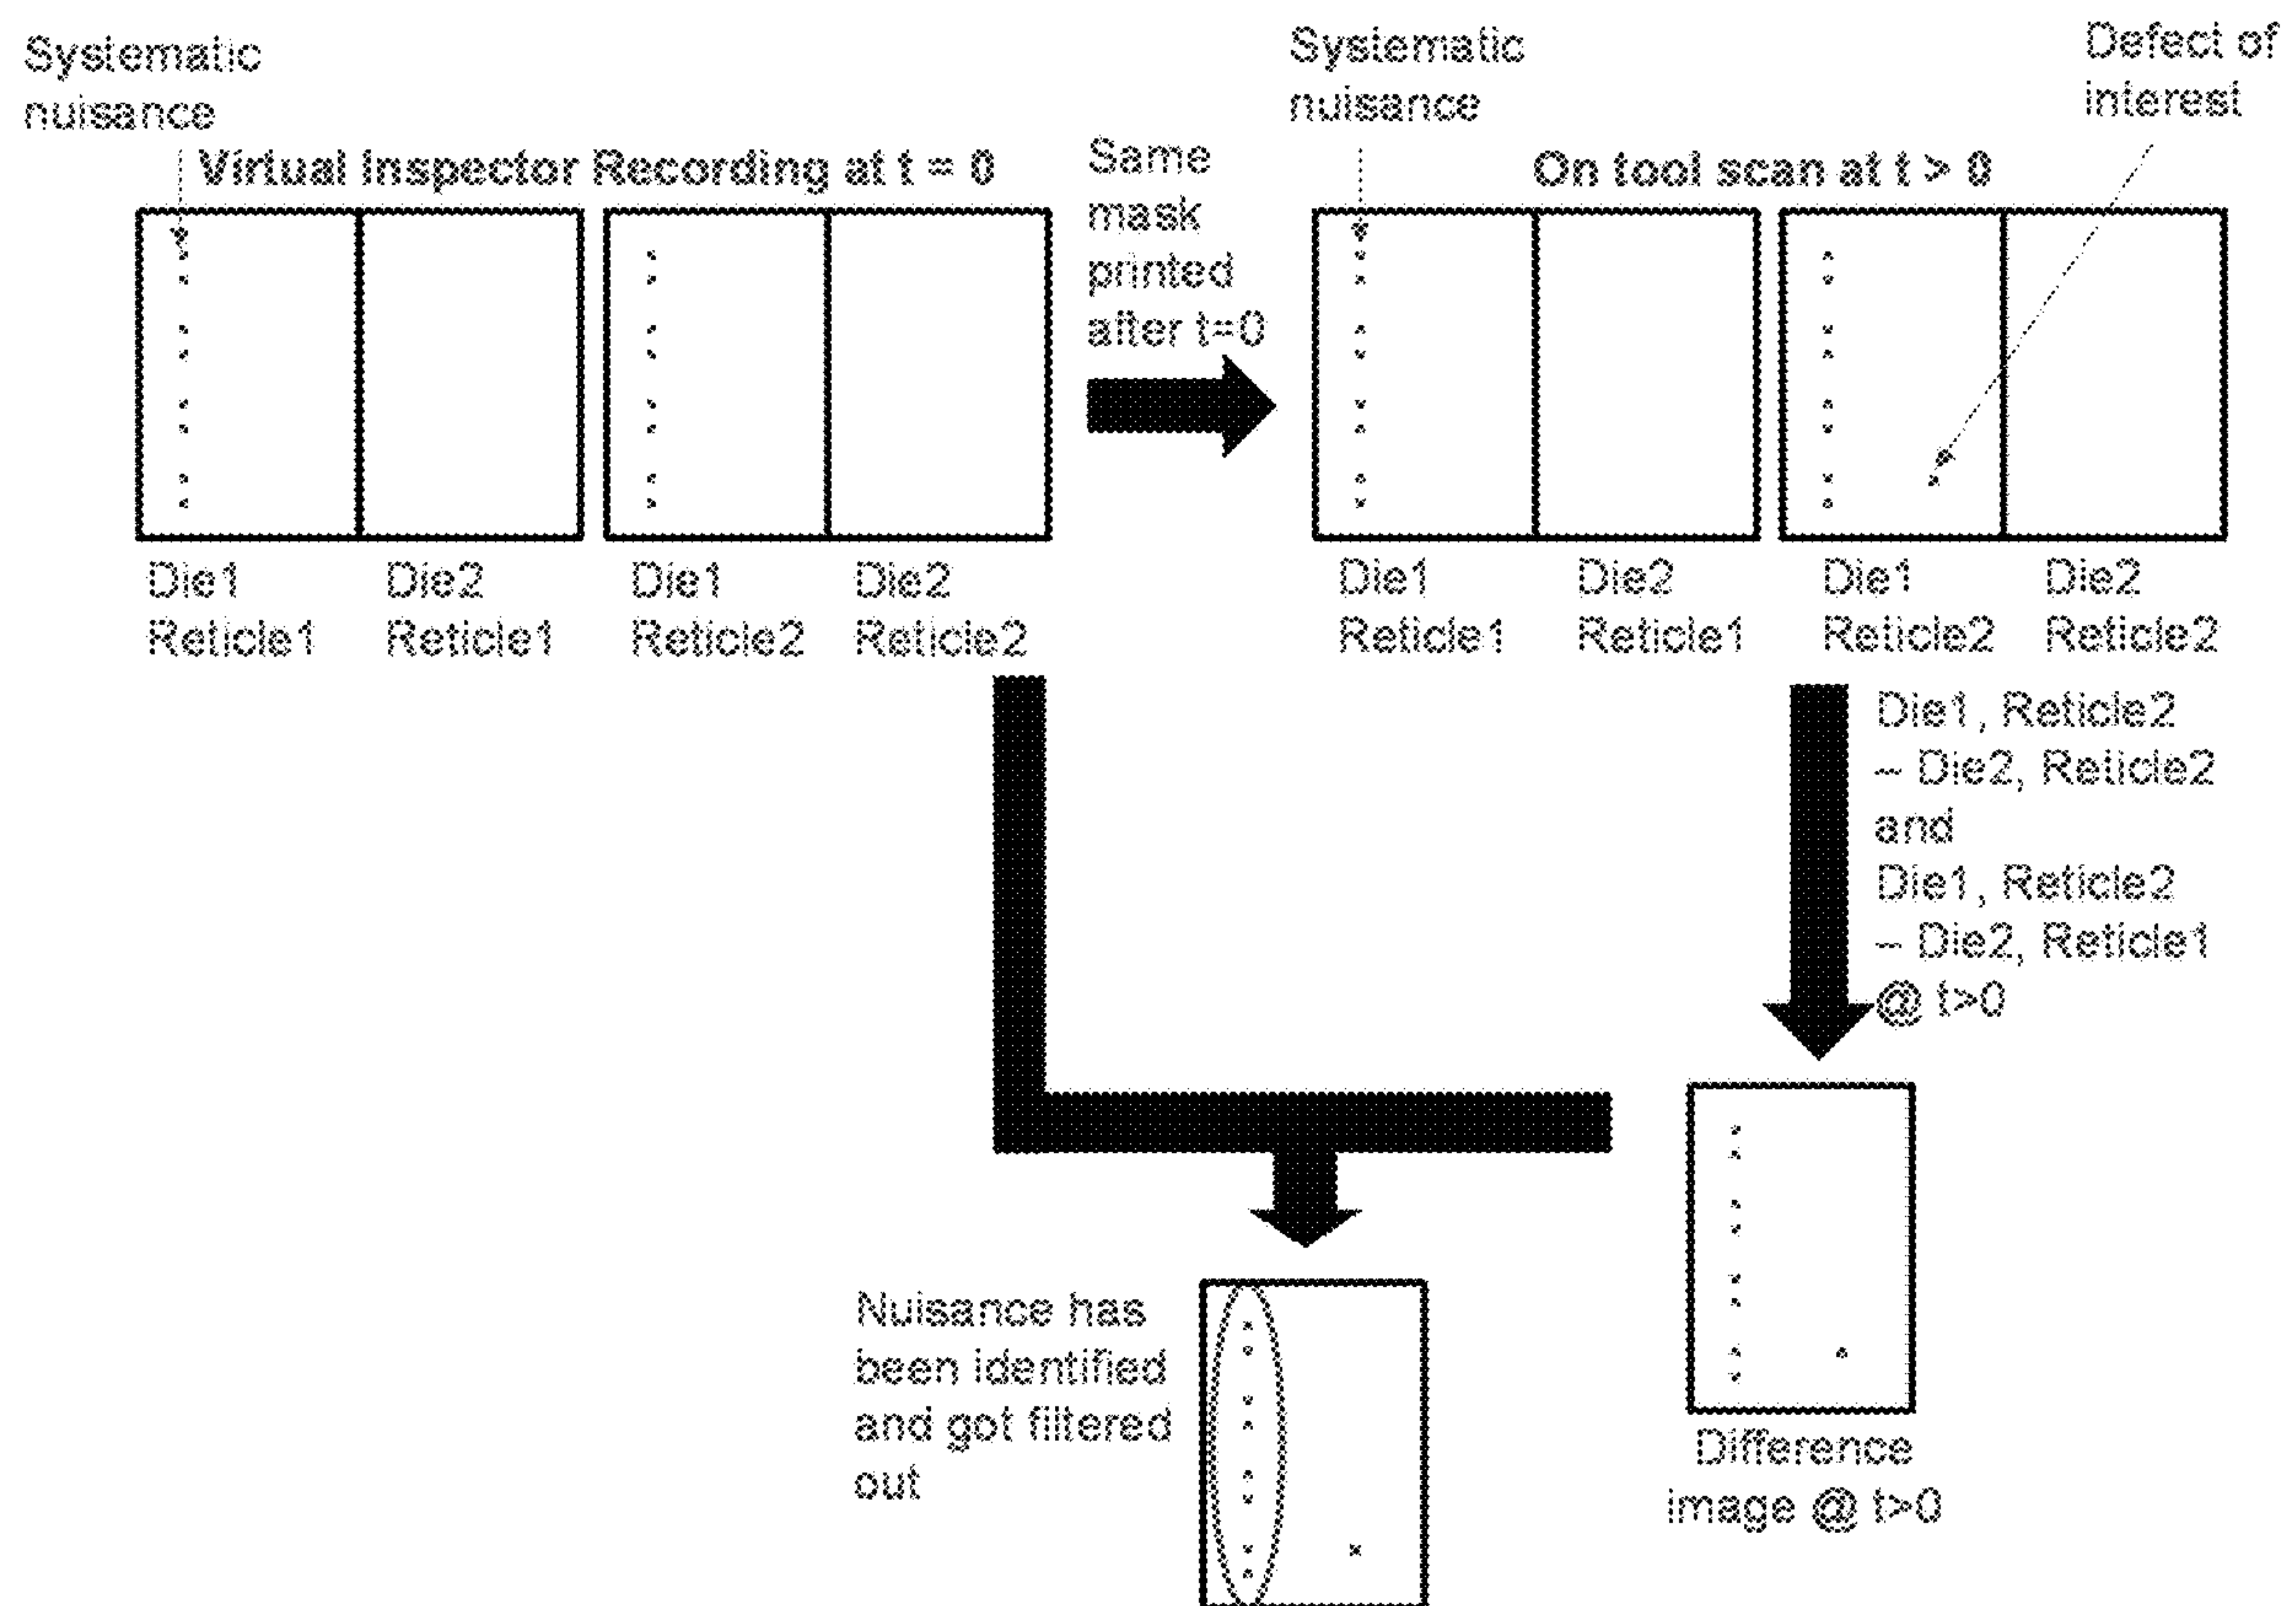 Systematic
nuisance
Virtual Inspector Recording at t = 0
Same
mask
printed
after t=0
Systematic
nuisance
Defect of
interest
On tool scan at t > 0
Die1
Reticle1
Die2
Reticle1
Die1
Reticle2
Die2
Reticle2
Die1
Reticle1
Die2
Reticle1
Die1
Reticle2
Die2
Reticle2
Die1, Reticle2
– Die2, Reticle2
and
Die1, Reticle2
– Die2, Reticle1
@ t>0
Nuisance has
been identified
and got filtered
out
Difference
image @ t>0